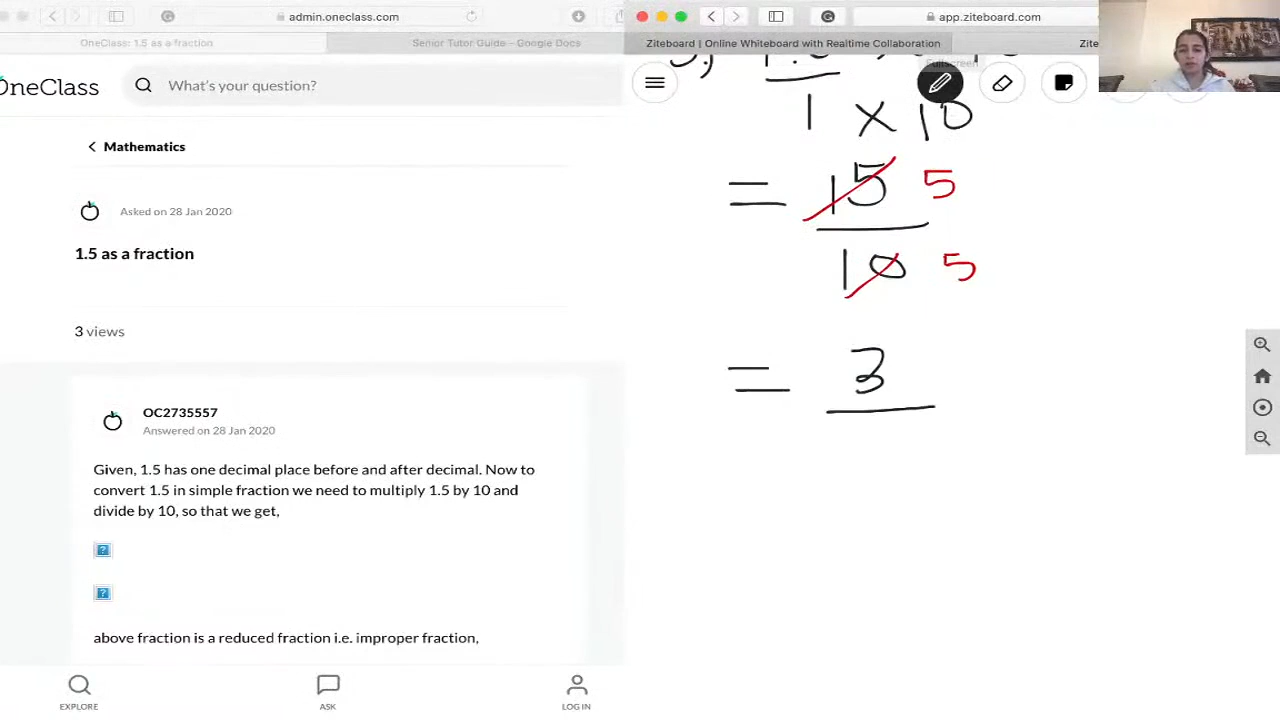 admin.oneclass.com
OneClass: 1.5 as a fraction
Senior Tutor Guide - Google Docs
OneClass
What's your question?
Mathematics
Asked on 28 Jan 2020
1.5 as a fraction
3 views
OC2735557
Answered on 28 Jan 2020
Given, 1.5 has one decimal place before and after decimal. Now to
convert 1.5 in simple fraction we need to multiply 1.5 by 10 and
divide by 10, so that we get,
?
?
above fraction is a reduced fraction i.e. improper fraction,
EXPLORE
ASK
LOG IN
app.ziteboard.com
Ziteboard | Online Whiteboard with Realtime Collaboration
Zite
Fullscreen
1 × 10
= 15 5
10 5
= 3